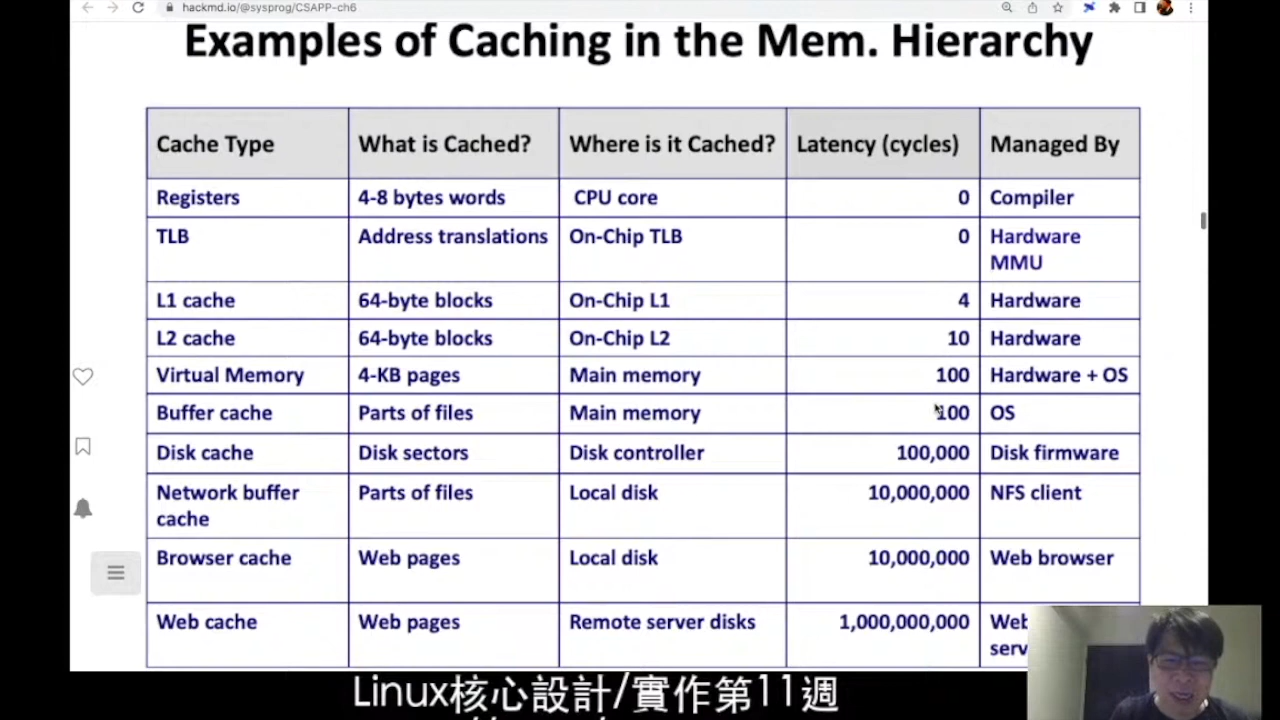 hackmd.io/@sysprog/CSAPP-ch6
Examples of Caching in the Mem. Hierarchy
Cache Type What is Cached? Where is it Cached? Latency (cycles) Managed By
Registers 4-8 bytes words CPU core 0 Compiler
TLB Address translations On-Chip TLB 0 Hardware
MMU
L1 cache 64-byte blocks On-Chip L1 4 Hardware
L2 cache 64-byte blocks On-Chip L2 10 Hardware
Virtual Memory 4-KB pages Main memory 100 Hardware + OS
Buffer cache Parts of files Main memory 100 OS
Disk cache Disk sectors Disk controller 100,000 Disk firmware
Network buffer Parts of files Local disk 10,000,000 NFS client
cache
Browser cache Web pages Local disk 10,000,000 Web browser
Web cache Web pages Remote server disks 1,000,000,000 Web
Linux核心設計/實作第11週